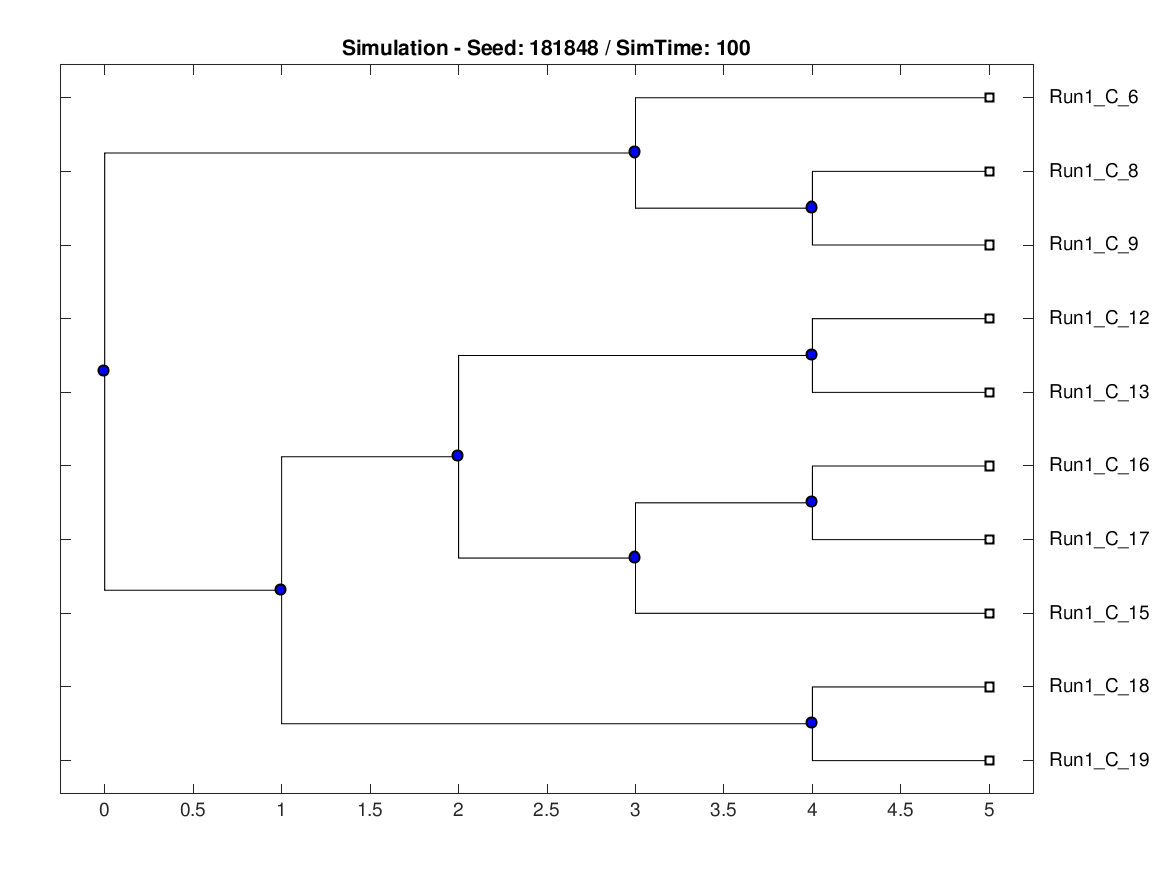 Simulation - Seed: 181848 / SimTime: 100
Run1_C_6
Run1_C_8
Run1_C_9
Run1_C_12
Run1_C_13
Run1_C_16
Run1_C_17
Run1_C_15
Run1_C_18
Run1_C_19
0 0.5 1 1.5 2 2.5 3 3.5 4 4.5 5